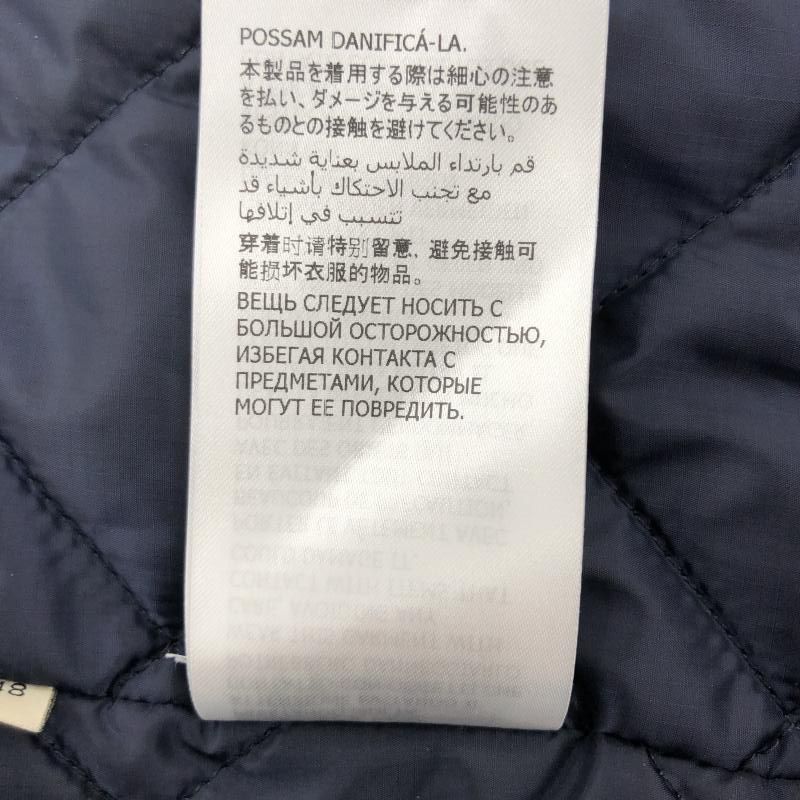 POSSAM DANIFICÁ-LA.
本製品を着用する際は細心の注意
を払い、ダメージを与える可能性のあ
るものとの接触を避けてください。
قم بارتداء الملابس بعناية شديدة
مع تجنب الاحتكاك بأشياء قد
تتسبب في إتلافها
穿着时请特别留意，避免接触可
能损坏衣服的物品。
ВЕЩЬ СЛЕДУЕТ НОСИТЬ С
БОЛЬШОЙ ОСТОРОЖНОСТЬЮ,
ИЗБЕГАЯ КОНТАКТА С
ПРЕДМЕТАМИ, КОТОРЫЕ
МОГУТ ЕЕ ПОВРЕДИТЬ.